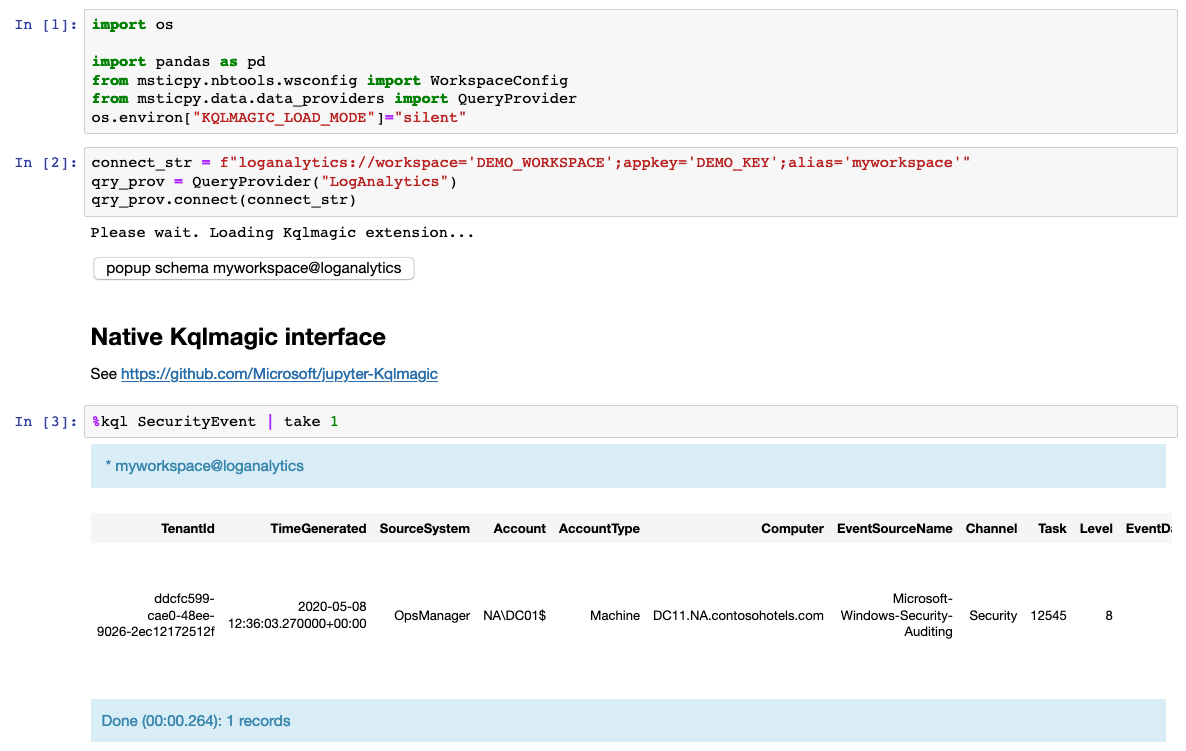 In [1]: import os
import pandas as pd
from msticpy.nbtools.wsconfig import WorkspaceConfig
from msticpy.data.data_providers import QueryProvider
os.environ["KQLMAGIC_LOAD_MODE"]="silent"
In [2]: connect_str = f"loganalytics://workspace='DEMO_WORKSPACE';appkey='DEMO_KEY';alias='myworkspace'"
qry_prov = QueryProvider("LogAnalytics")
qry_prov.connect(connect_str)
Please wait. Loading Kqlmagic extension...
popup schema myworkspace@loganalytics
Native Kqlmagic interface
See https://github.com/Microsoft/jupyter-Kqlmagic
In [3]: %kql SecurityEvent | take 1
* myworkspace@loganalytics
TenantId TimeGenerated SourceSystem Account AccountType Computer EventSourceName Channel Task Level EventDa
ddcfc599-
cae0-48ee-
9026-2ec12172512f
2020-05-08
12:36:03.270000+00:00
OpsManager NA\DC01$ Machine DC11.NA.contosohotels.com
Microsoft-
Windows-Security-
Auditing
Security 12545 8
Done (00:00.264): 1 records